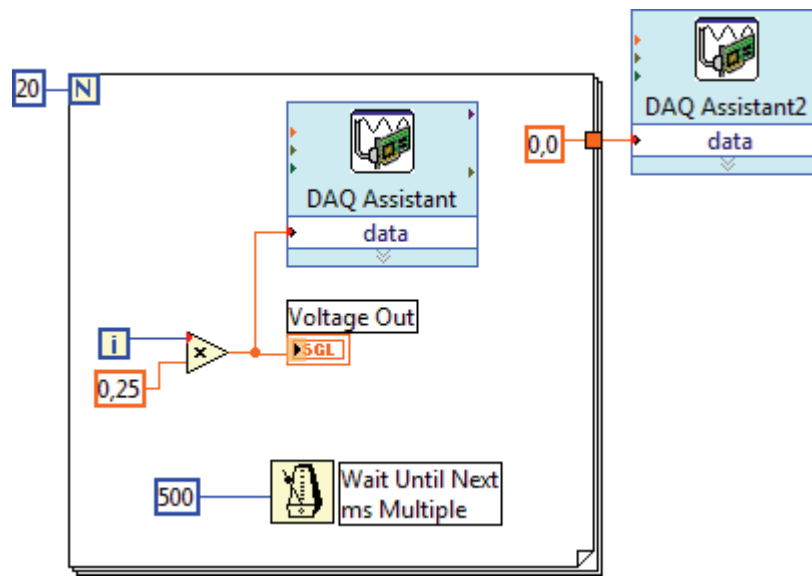 20
N
DAQ Assistant2
data
0,0
DAQ Assistant
data
Voltage Out
SGL
i
×
0,25
500
Wait Until Next
ms Multiple